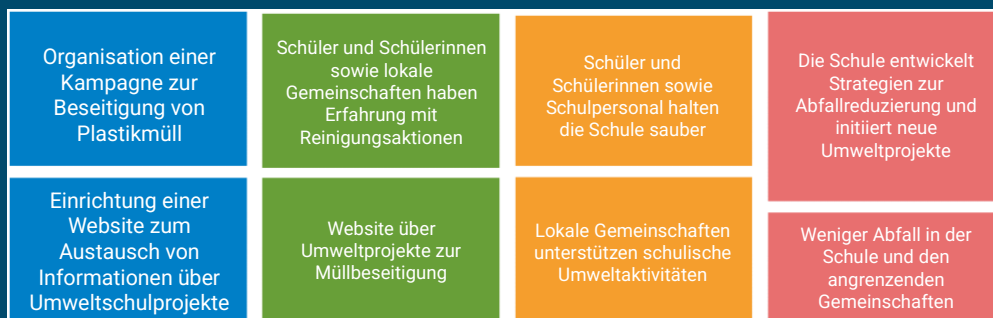 Organisation einer
Kampagne zur
Beseitigung von
Plastikmüll
Schüler und Schülerinnen
sowie lokale
Gemeinschaften haben
Erfahrung mit
Reinigungsaktionen
Schüler und
Schülerinnen sowie
Schulpersonal halten
die Schule sauber
Die Schule entwickelt
Strategien zur
Abfallreduzierung und
initiiert neue
Umweltprojekte
Einrichtung einer
Website zum
Austausch von
Informationen über
Umweltschulprojekte
Website über
Umweltprojekte zur
Müllbeseitigung
Lokale Gemeinschaften
unterstützen schulische
Umweltaktivitäten
Weniger Abfall in der
Schule und den
angrenzenden
Gemeinschaften